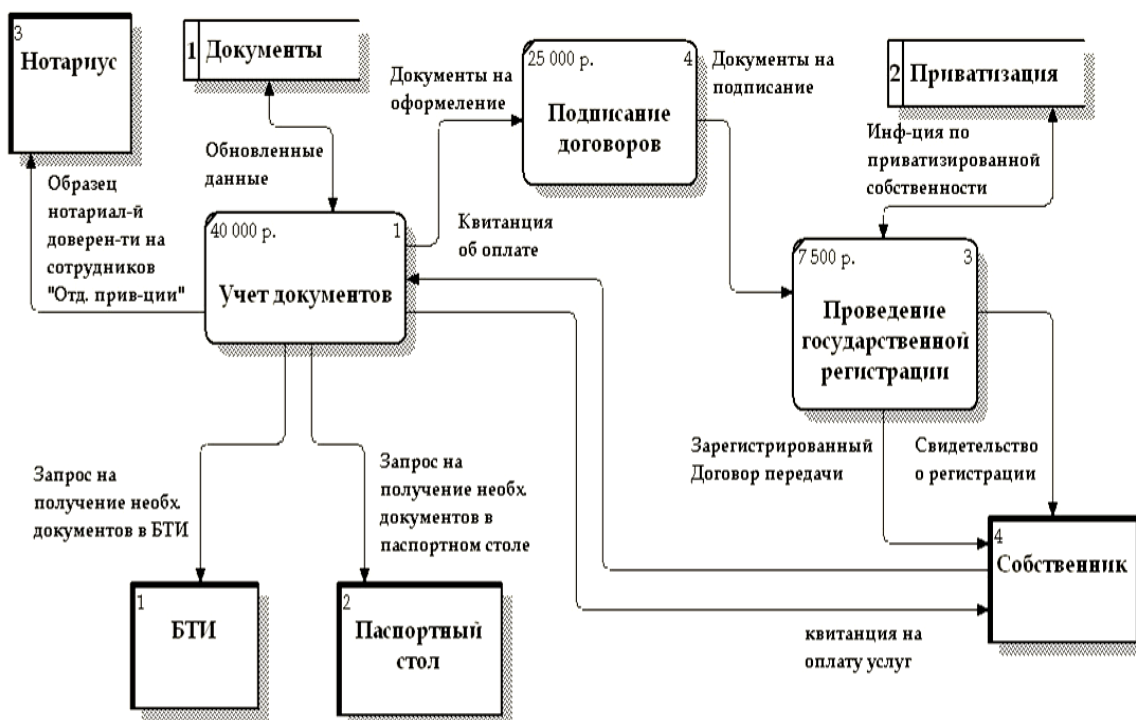 3
Нотариус
1 Документы
25 000 р. 4
Подписание
договоров
2 Приватизация
Документы на
оформеление
Документы на
подписание
Обновленные
данные
Инф-ция по
приватизированной
собственности
Образец
нотариал-й
доверен-ти на
сотрудников
"Отд. прив-ции"
40 000 р. 1
Учет документов
Квитанция
об оплате
7 500 р. 3
Проведение
государственной
регистрации
Зарегистрированный
Договор передачи
Свидетельство
о регистрации
Запрос на
получение необх.
документов в БТИ
Запрос на
получение необх.
документов в
паспортном столе
4
Собственник
1
БТИ
2
Паспортный
стол
квитанция на
оплату услуг